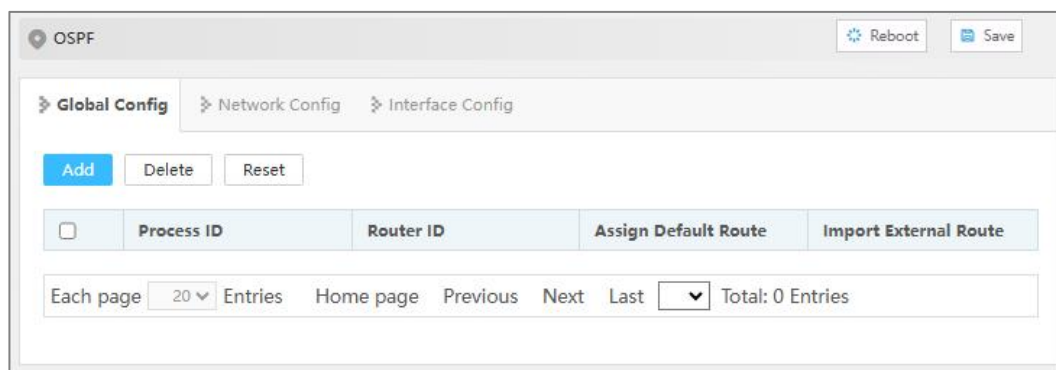 OSPF Reboot Save
Global Config Network Config Interface Config
Add Delete Reset
Process ID Router ID Assign Default Route Import External Route
Each page 20 Entries Home page Previous Next Last Total: 0 Entries